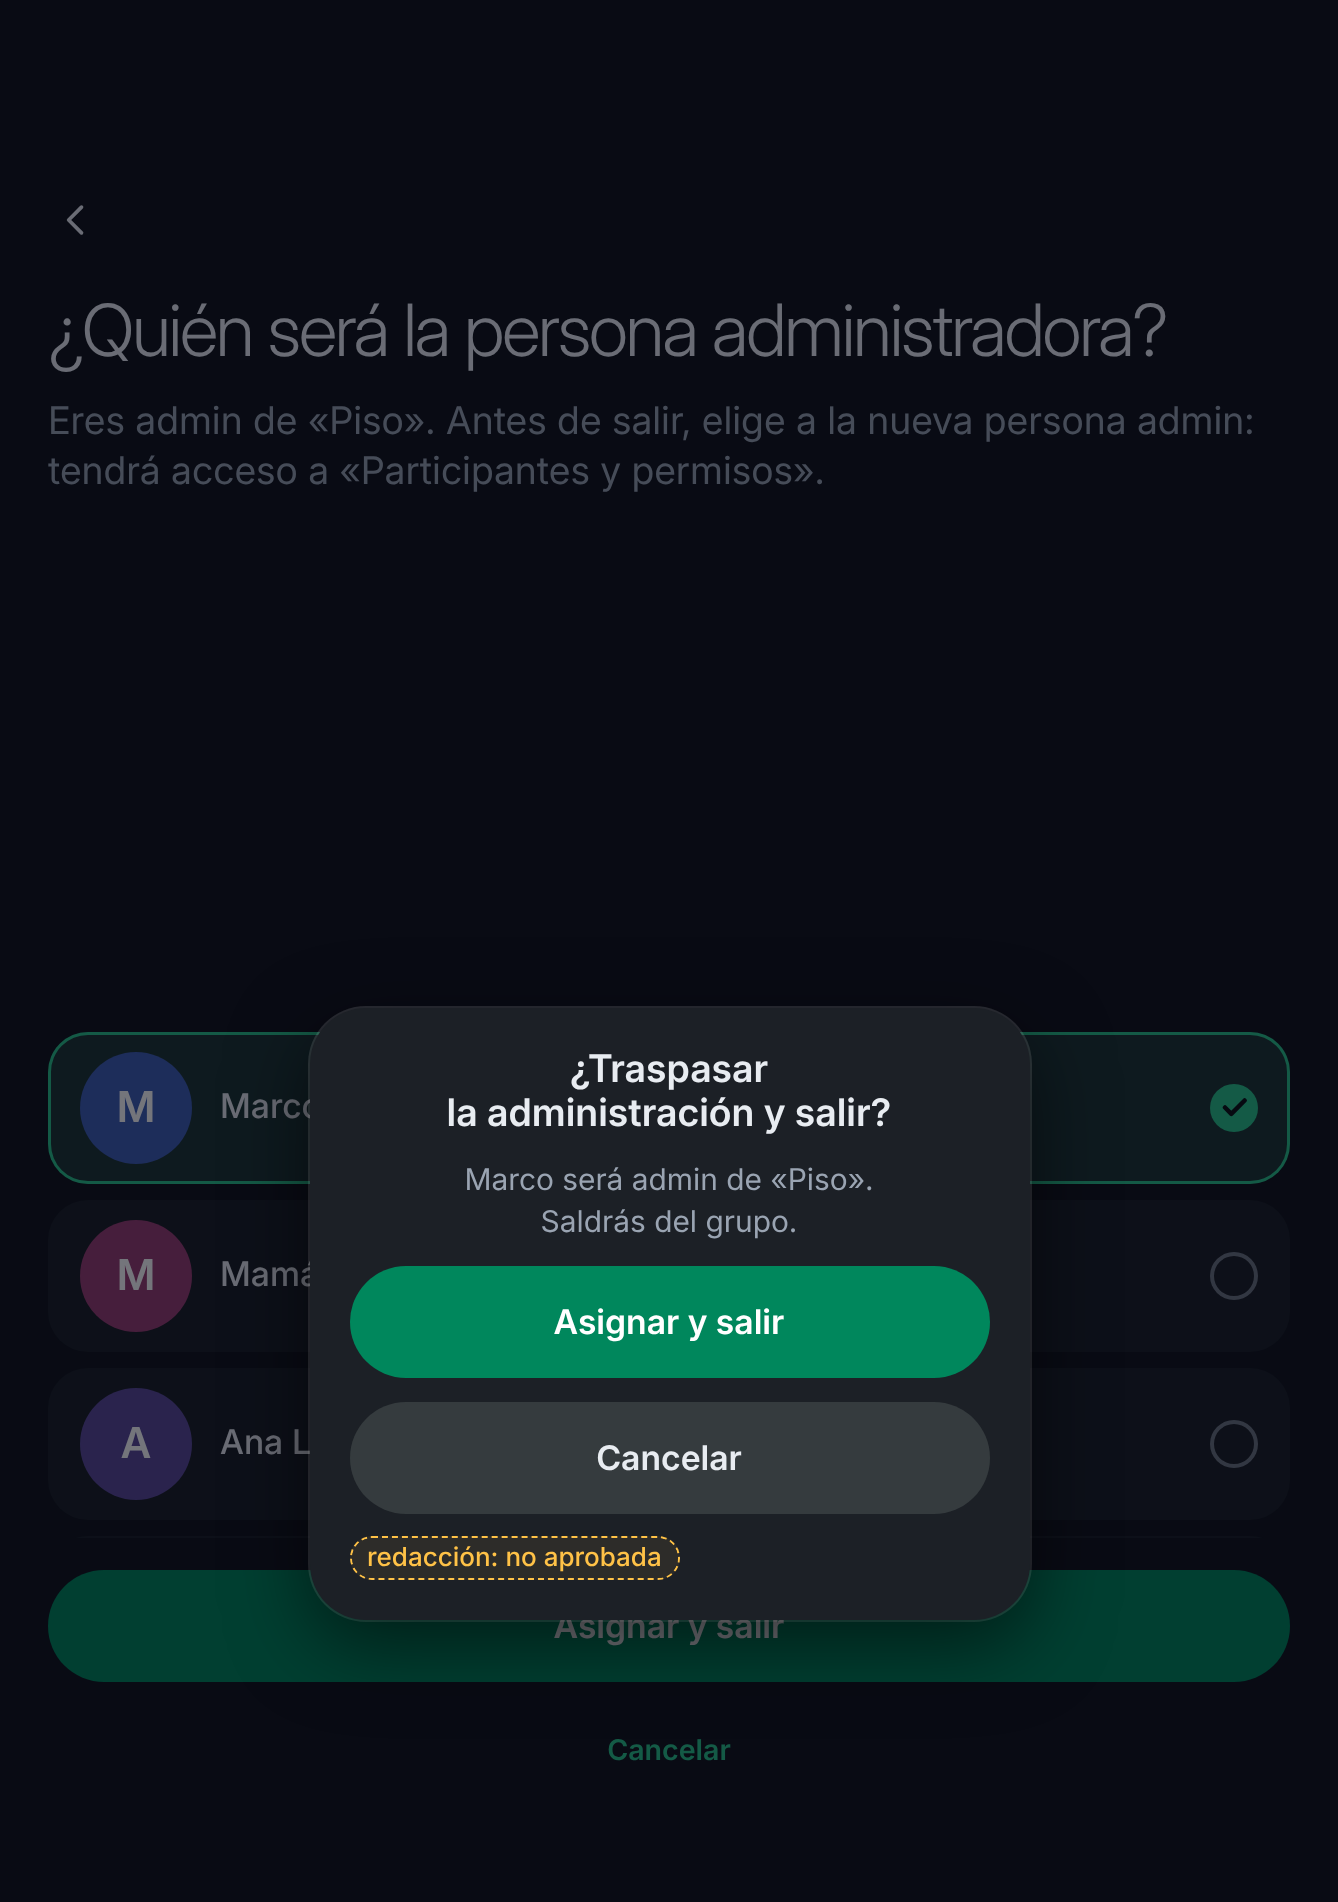 ¿Quién será la persona administradora?
Eres admin de «Piso». Antes de salir, elige a la nueva persona admin:
tendrá acceso a «Participantes y permisos».
M
¿Traspasar
la administración y salir?
Marco será admin de «Piso».
Saldrás del grupo.
M
A
Ana
Asignar y salir
Cancelar
redacción: no aprobada
Asignar y salir
Cancelar